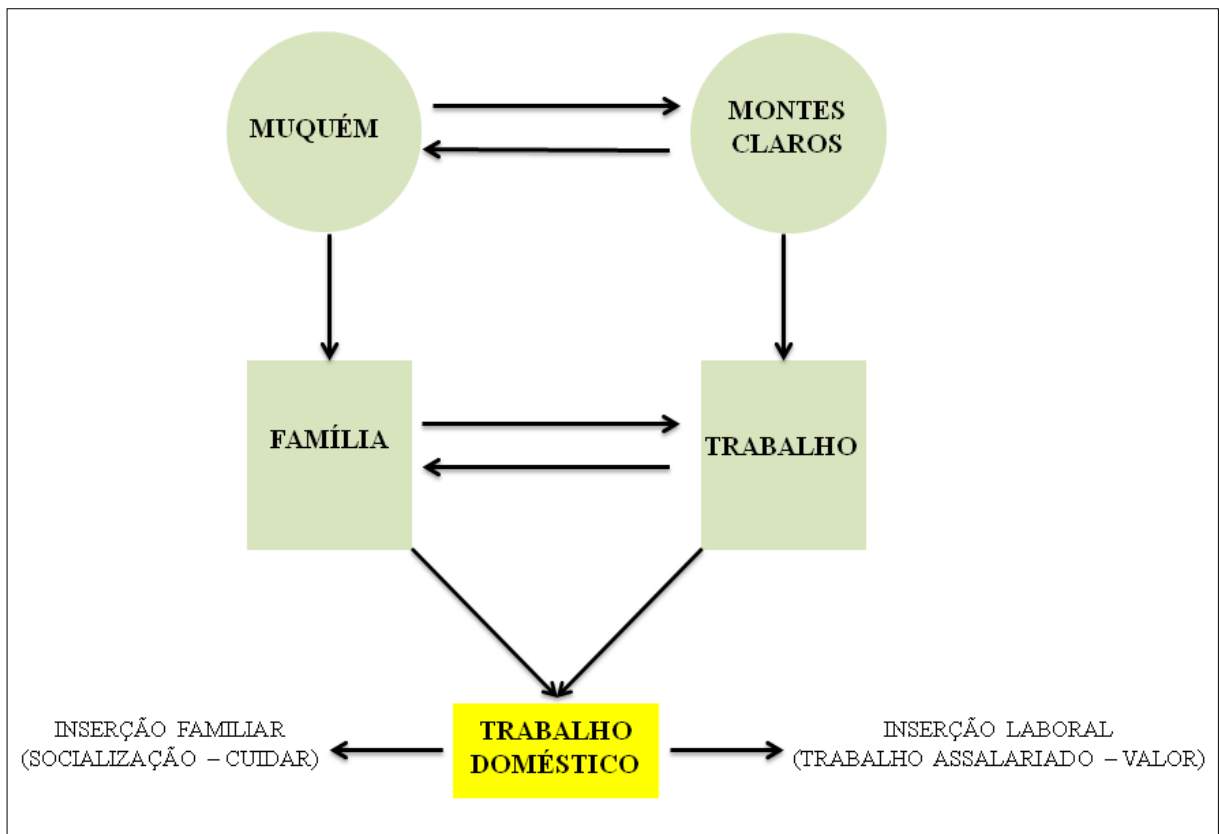 MUQUÉM
MONTES
CLAROS
FAMÍLIA
TRABALHO
TRABALHO
DOMÉSTICO
INSERÇÃO FAMILIAR
(SOCIALIZAÇÃO – CUIDAR)
INSERÇÃO LABORAL
(TRABALHO ASSALARIADO – VALOR)